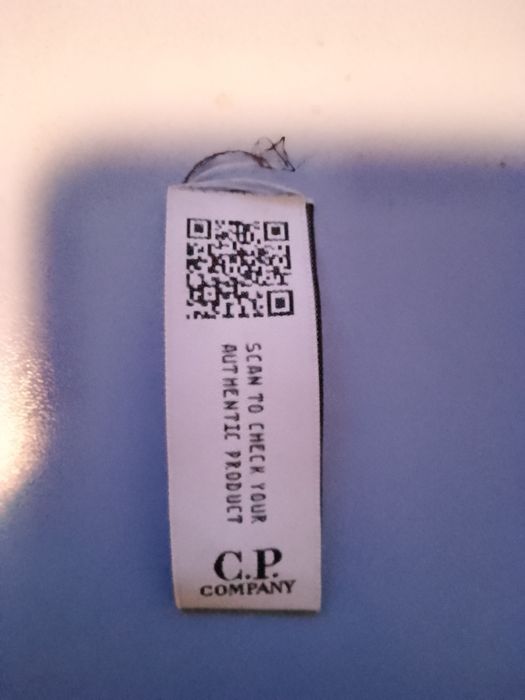 SCAN TO CHECK YOUR
AUTHENTIC PRODUCT
C.P.
COMPANY